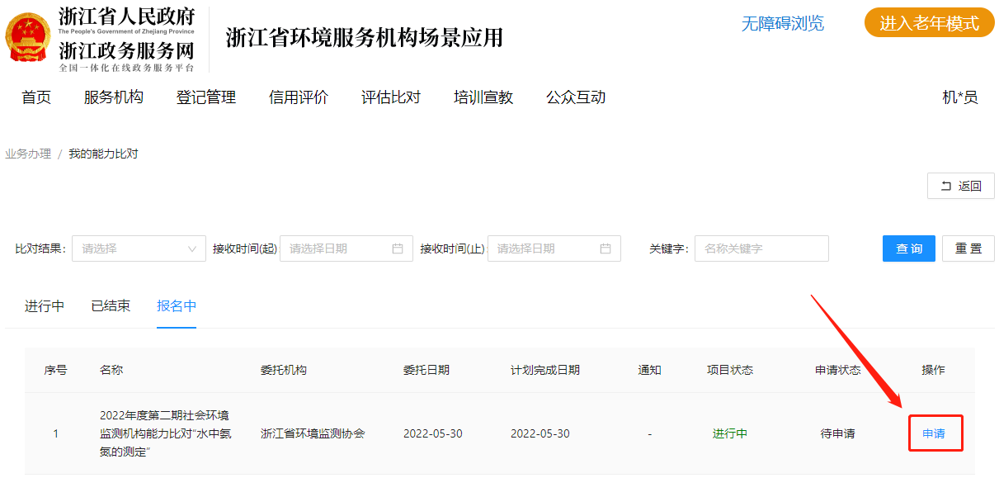 浙江省人民政府
The People's Government of Zhejiang Province
浙江政务服务网
全国一体化在线政务服务平台
浙江省环境服务机构场景应用
无障碍浏览
进入老年模式
首页 服务机构 登记管理 信用评价 评估比对 培训宣教 公众互动 机*员
业务办理 / 我的能力比对
返回
比对结果: 请选择 接收时间(起): 请选择日期 接收时间(止): 请选择日期 关键字: 名称关键字 查询 重置
进行中 已结束 报名中
序号 名称 委托机构 委托日期 计划完成日期 通知 项目状态 申请状态 操作
2022年度第二期社会环境
1 监测机构能力比对“水中氨 浙江省环境监测协会 2022-05-30 2022-05-30 - 进行中 待申请 申请
氮的测定”